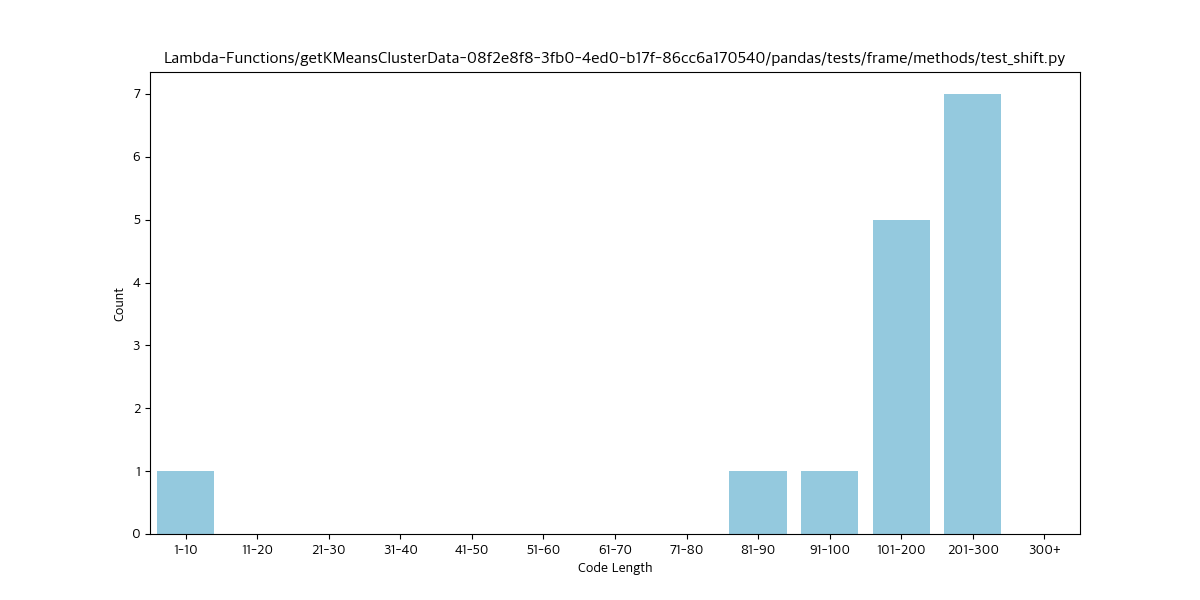 Lambda-Functions/getKMeansClusterData-08f2e8f8-3fb0-4ed0-b17f-86cc6a170540/pandas/tests/frame/methods/test_shift.py
7
6
5
4
3
2
1
0
Count
1-10 11-20 21-30 31-40 41-50 51-60 61-70 71-80 81-90 91-100 101-200 201-300 300+
Code Length